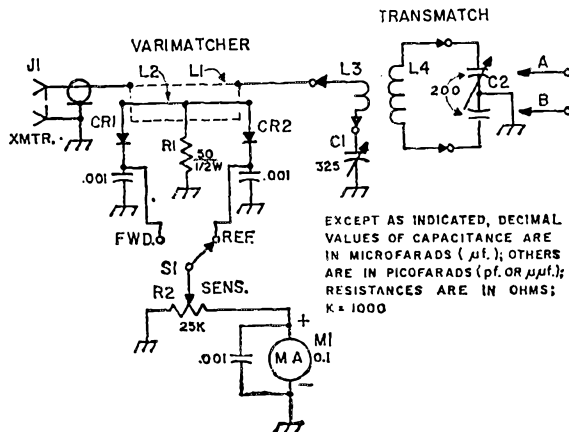 TRANSMATCH
VARIMATCHER
J1
L2
L1
L3
L4
A
C2
200
B
XMTR.
CR1
R1
50
1/2W
CR2
C1
325
.001
.001
FWD.
REF.
S1
R2
SENS.
25K
+
M1
.001
MA
0.1
-
EXCEPT AS INDICATED, DECIMAL
VALUES OF CAPACITANCE ARE
IN MICROFARADS (µf.); OTHERS
ARE IN PICOFARADS (pf. OR µµf.);
RESISTANCES ARE IN OHMS;
K = 1000